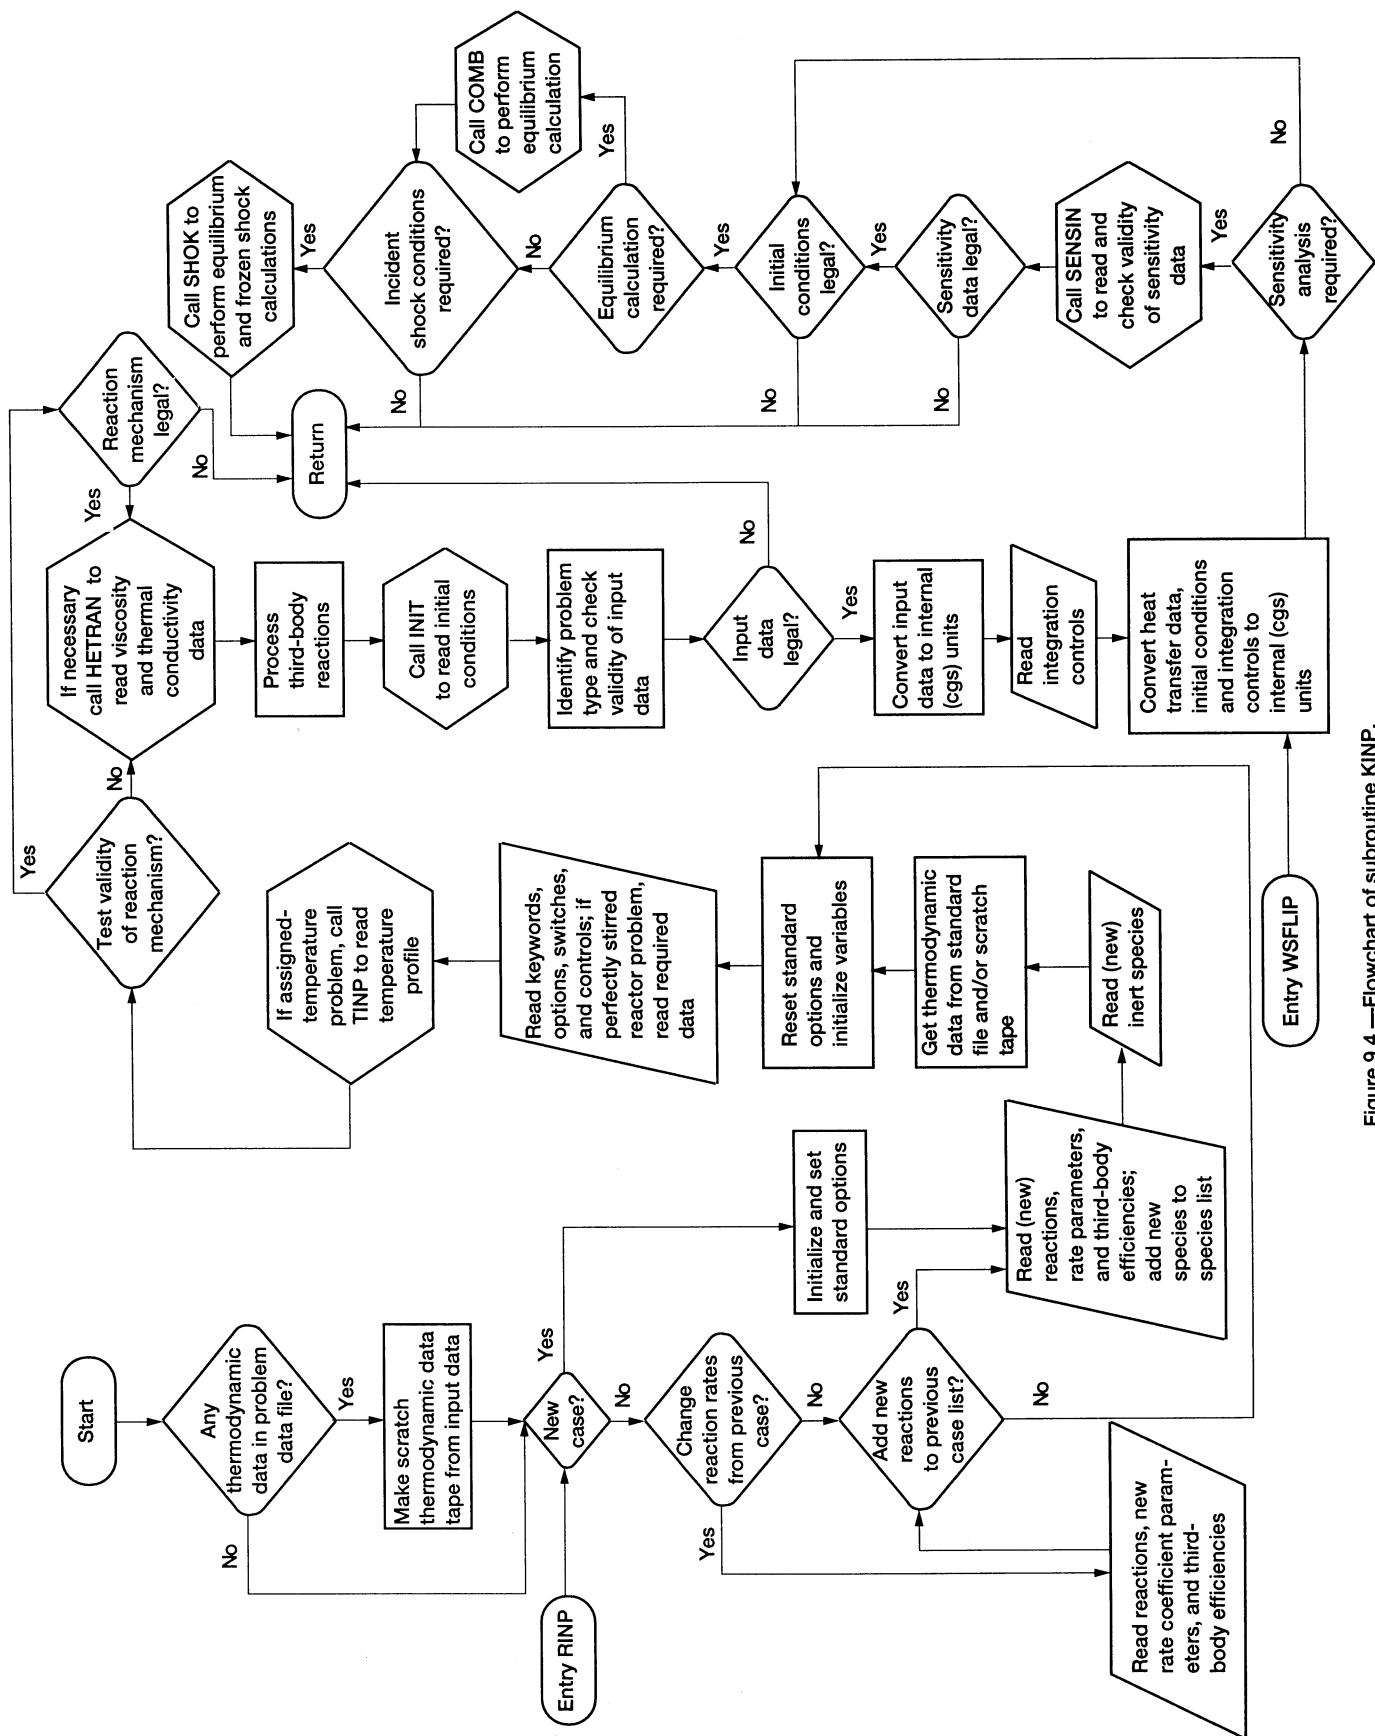 Start
Any
thermodynamic
data in problem
data file?
No
Yes
Make scratch
thermodynamic data
tape from input data
Entry RINP
New
case?
Yes
No
Change
reaction rates
from previous
case?
Yes
No
Add new
reactions
to previous
case list?
Yes
No
Read reactions, new
rate coefficient param-
eters, and third-
body efficiencies
Initialize and set
standard options
Read (new)
reactions,
rate parameters,
and third-body
efficiencies;
add new
species to
species list
Read (new)
inert species
Get thermodynamic
data from standard
file and/or scratch
tape
Reset standard
options and
initialize variables
Read keywords,
options, switches,
and controls; if
perfectly stirred
reactor problem,
read required
data
If assigned-
temperature
problem, call
TINP to read
temperature
profile
Test validity
of reaction
mechanism?
Yes
No
Reaction
mechanism
legal?
Yes
No
If necessary
call HETRAN to
read viscosity
and thermal
conductivity
data
Process
third-body
reactions
Call INIT
to read initial
conditions
Identify problem
type and check
validity of input
data
Input
data
legal?
No
Yes
Convert input
data to internal
(cgs) units
Read
integration
controls
Convert heat
transfer data,
initial conditions
and integration
controls to
internal (cgs)
units
Entry WSFLIP
Sensitivity
analysis
required?
No
Yes
Call SENSIN
to read and
check validity
of sensitivity
data
Sensitivity
data legal?
No
Yes
Initial
conditions
legal?
No
Yes
Equilibrium
calculation
required?
Yes
No
Call COMB
to perform
equilibrium
calculation
Incident
shock conditions
required?
No
Yes
Call SHOK to
perform equilibrium
and frozen shock
calculations
Return
Figure 9.4.—Flowchart of subroutine KINP.